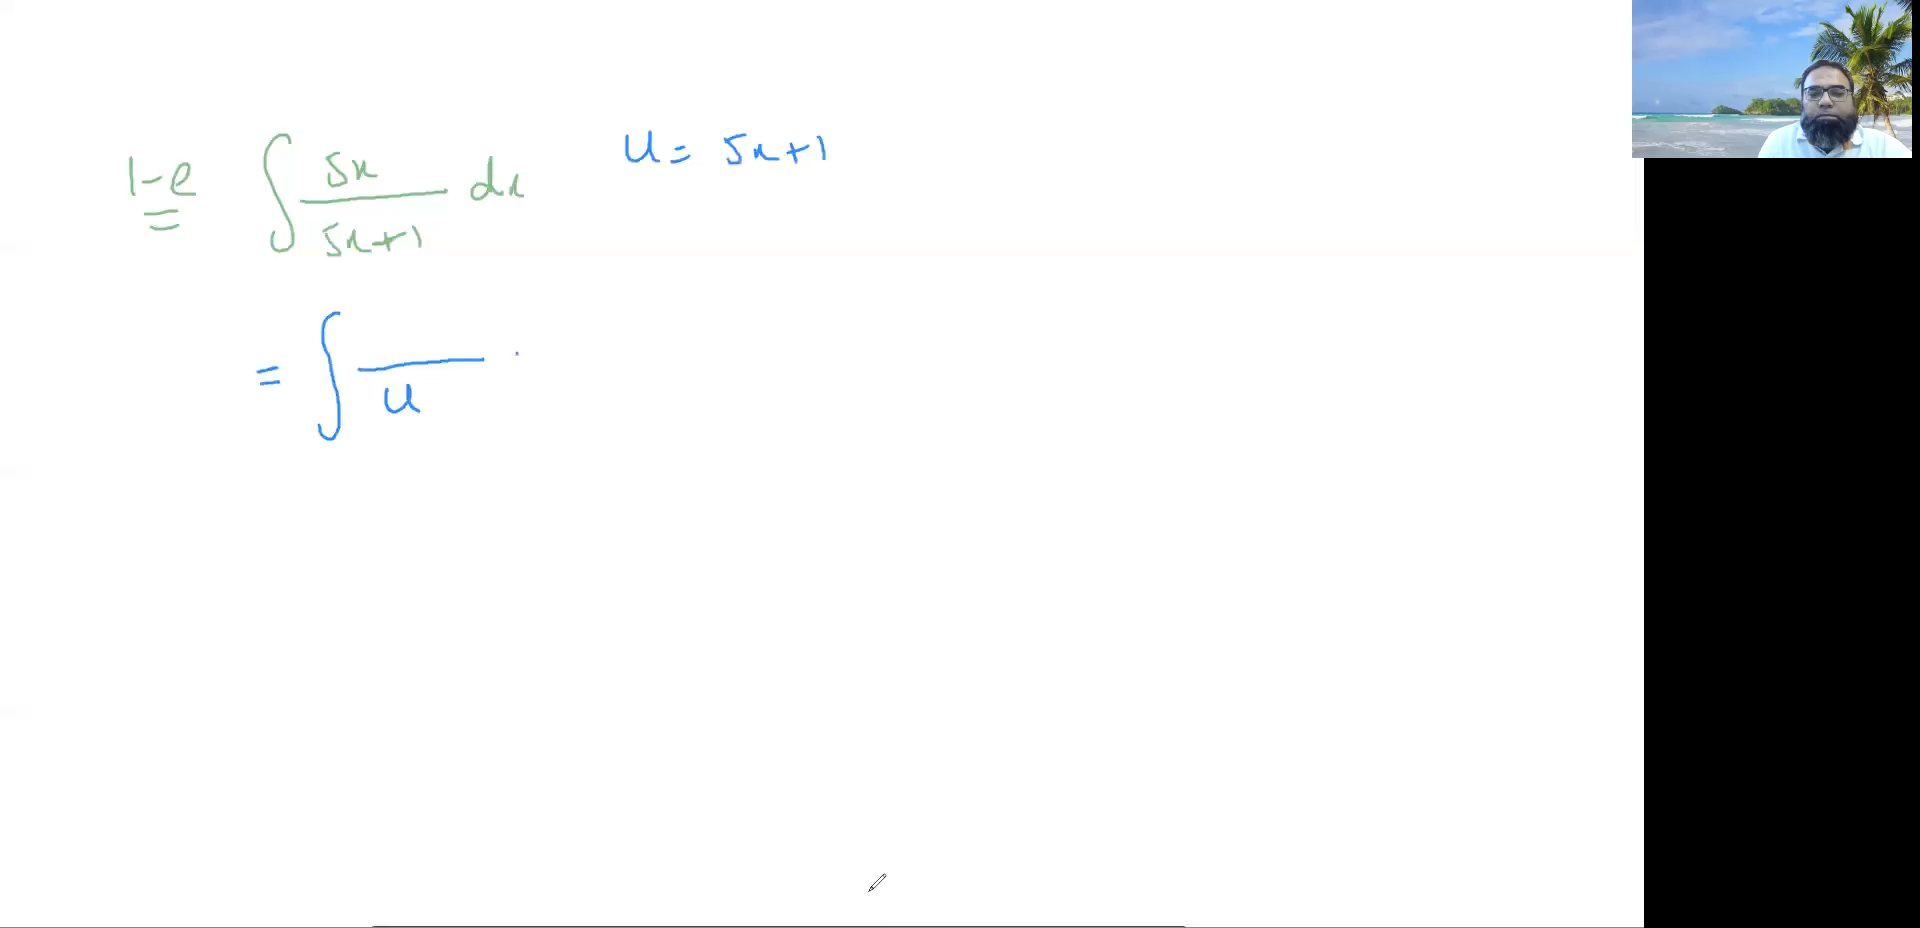 1-e ∫ 5x / 5x+1 dx u = 5x+1
= ∫ / u